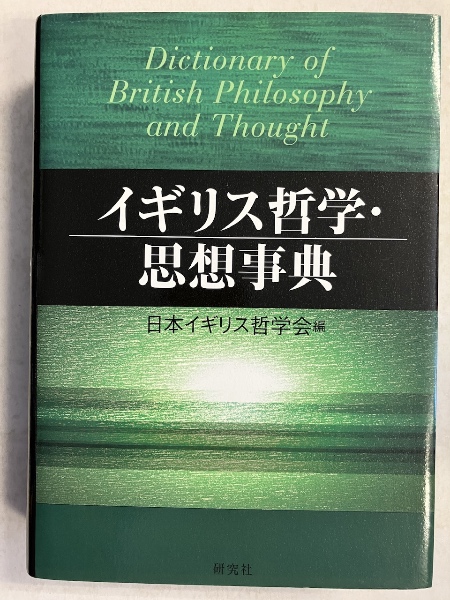 Dictionary of
British Philosophy
and Thought
イギリス哲学・
思想事典
日本イギリス哲学会編
研究社